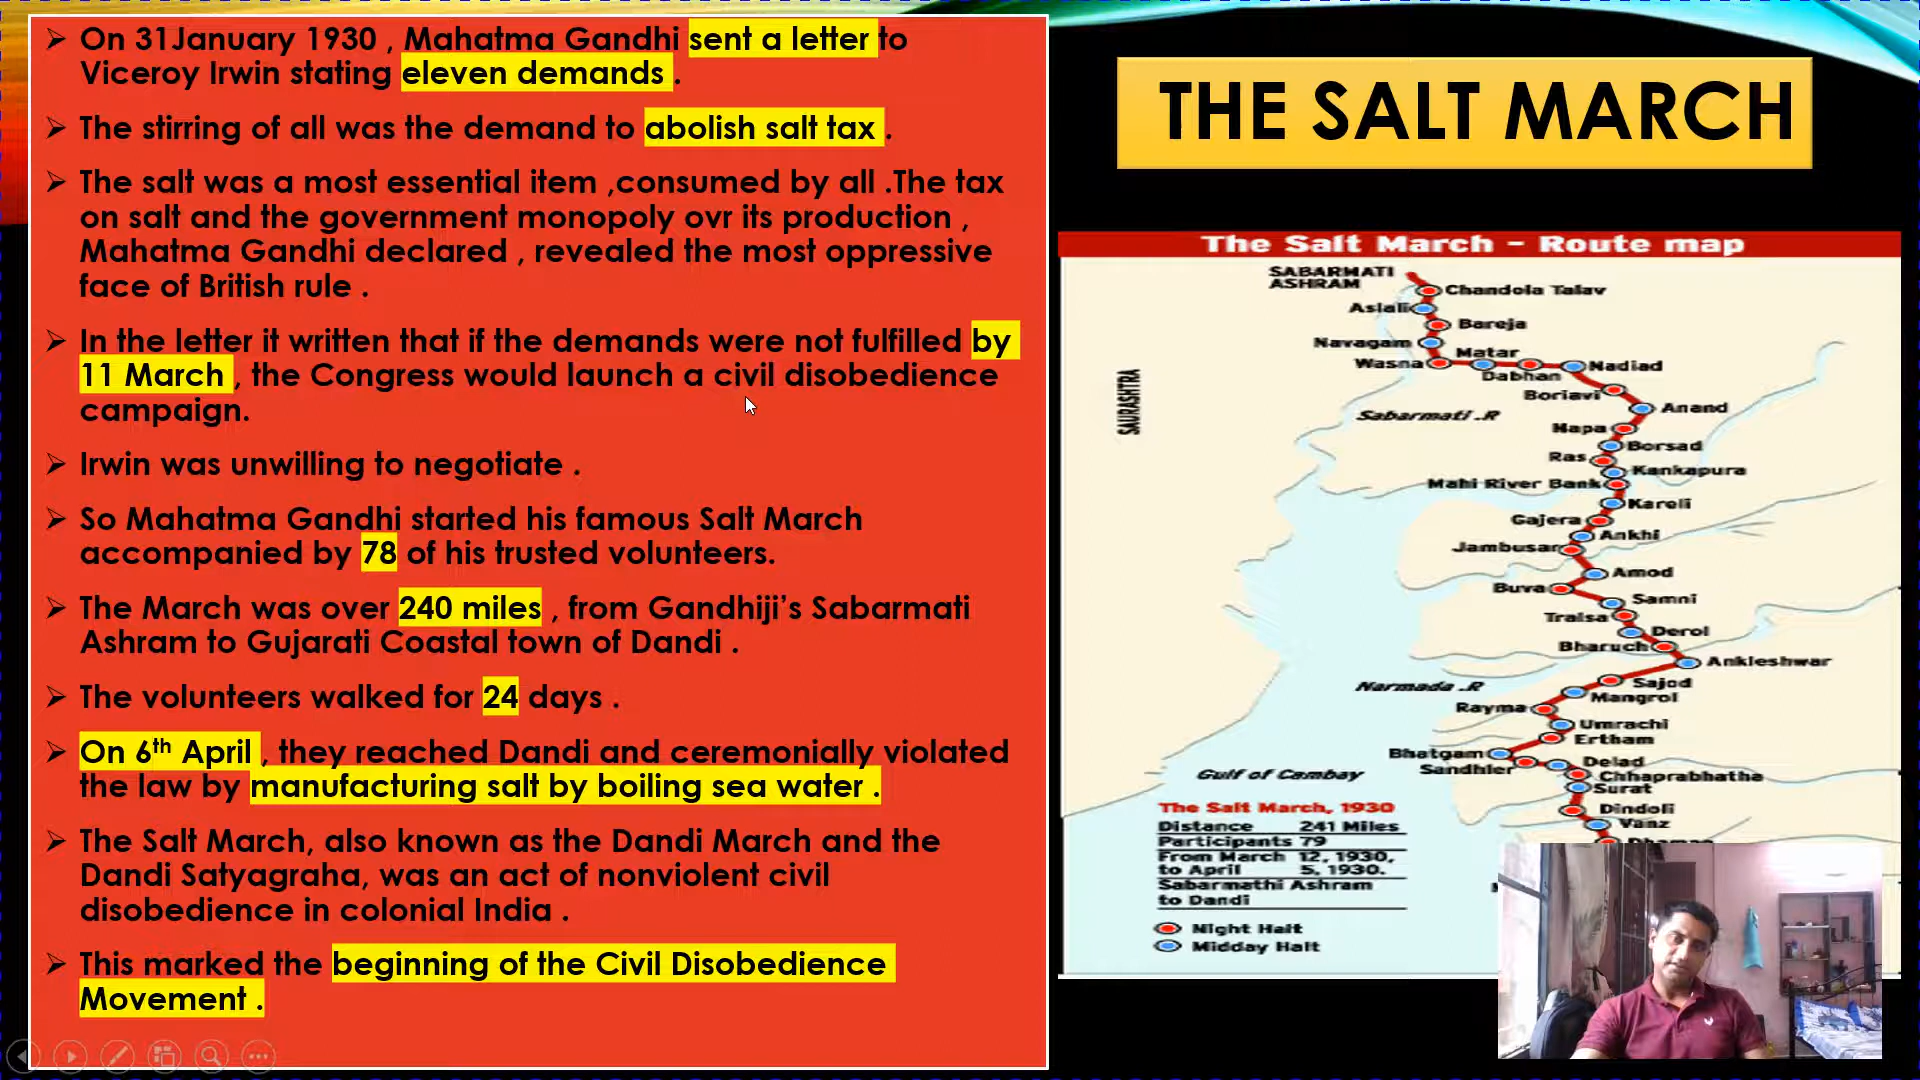 On 31January 1930 , Mahatma Gandhi sent a letter to
Viceroy Irwin stating eleven demands .
The stirring of all was the demand to abolish salt tax .
The salt was a most essential item ,consumed by all .The tax
on salt and the government monopoly ovr its production ,
Mahatma Gandhi declared , revealed the most oppressive
face of British rule .
In the letter it written that if the demands were not fulfilled by
11 March , the Congress would launch a civil disobedience
campaign.
Irwin was unwilling to negotiate .
So Mahatma Gandhi started his famous Salt March
accompanied by 78 of his trusted volunteers.
The March was over 240 miles , from Gandhiji’s Sabarmati
Ashram to Gujarati Coastal town of Dandi .
The volunteers walked for 24 days .
On 6th April , they reached Dandi and ceremonially violated
the law by manufacturing salt by boiling sea water .
The Salt March, also known as the Dandi March and the
Dandi Satyagraha, was an act of nonviolent civil
disobedience in colonial India .
This marked the beginning of the Civil Disobedience
Movement .
THE SALT MARCH
The Salt March - Route map
SABARMATI
ASHRAM
Chandola Talav
Aslali
Bareja
Navagam
Matar
Wasna
Nadiad
Dabhan
Boriavi
SAURASHTRA
Anand
Sabarmati .R
Napa
Borsad
Ras
Kankapura
Mahi River Bank
Kareli
Gajera
Ankhi
Jambusar
Amod
Buva
Samni
Tralsa
Derol
Bharuch
Ankleshwar
Narmada .R
Sajod
Mangrol
Rayma
Umrachi
Ertham
Bhatgam
Delad
Sandhier
Gulf of Cambay
Chhaprabhatha
Surat
Dindoli
Vanz
The Salt March, 1930
Distance 241 Miles
Participants 79
From March 12, 1930,
to April 5, 1930.
Sabarmathi Ashram
to Dandi
Night Halt
Midday Halt